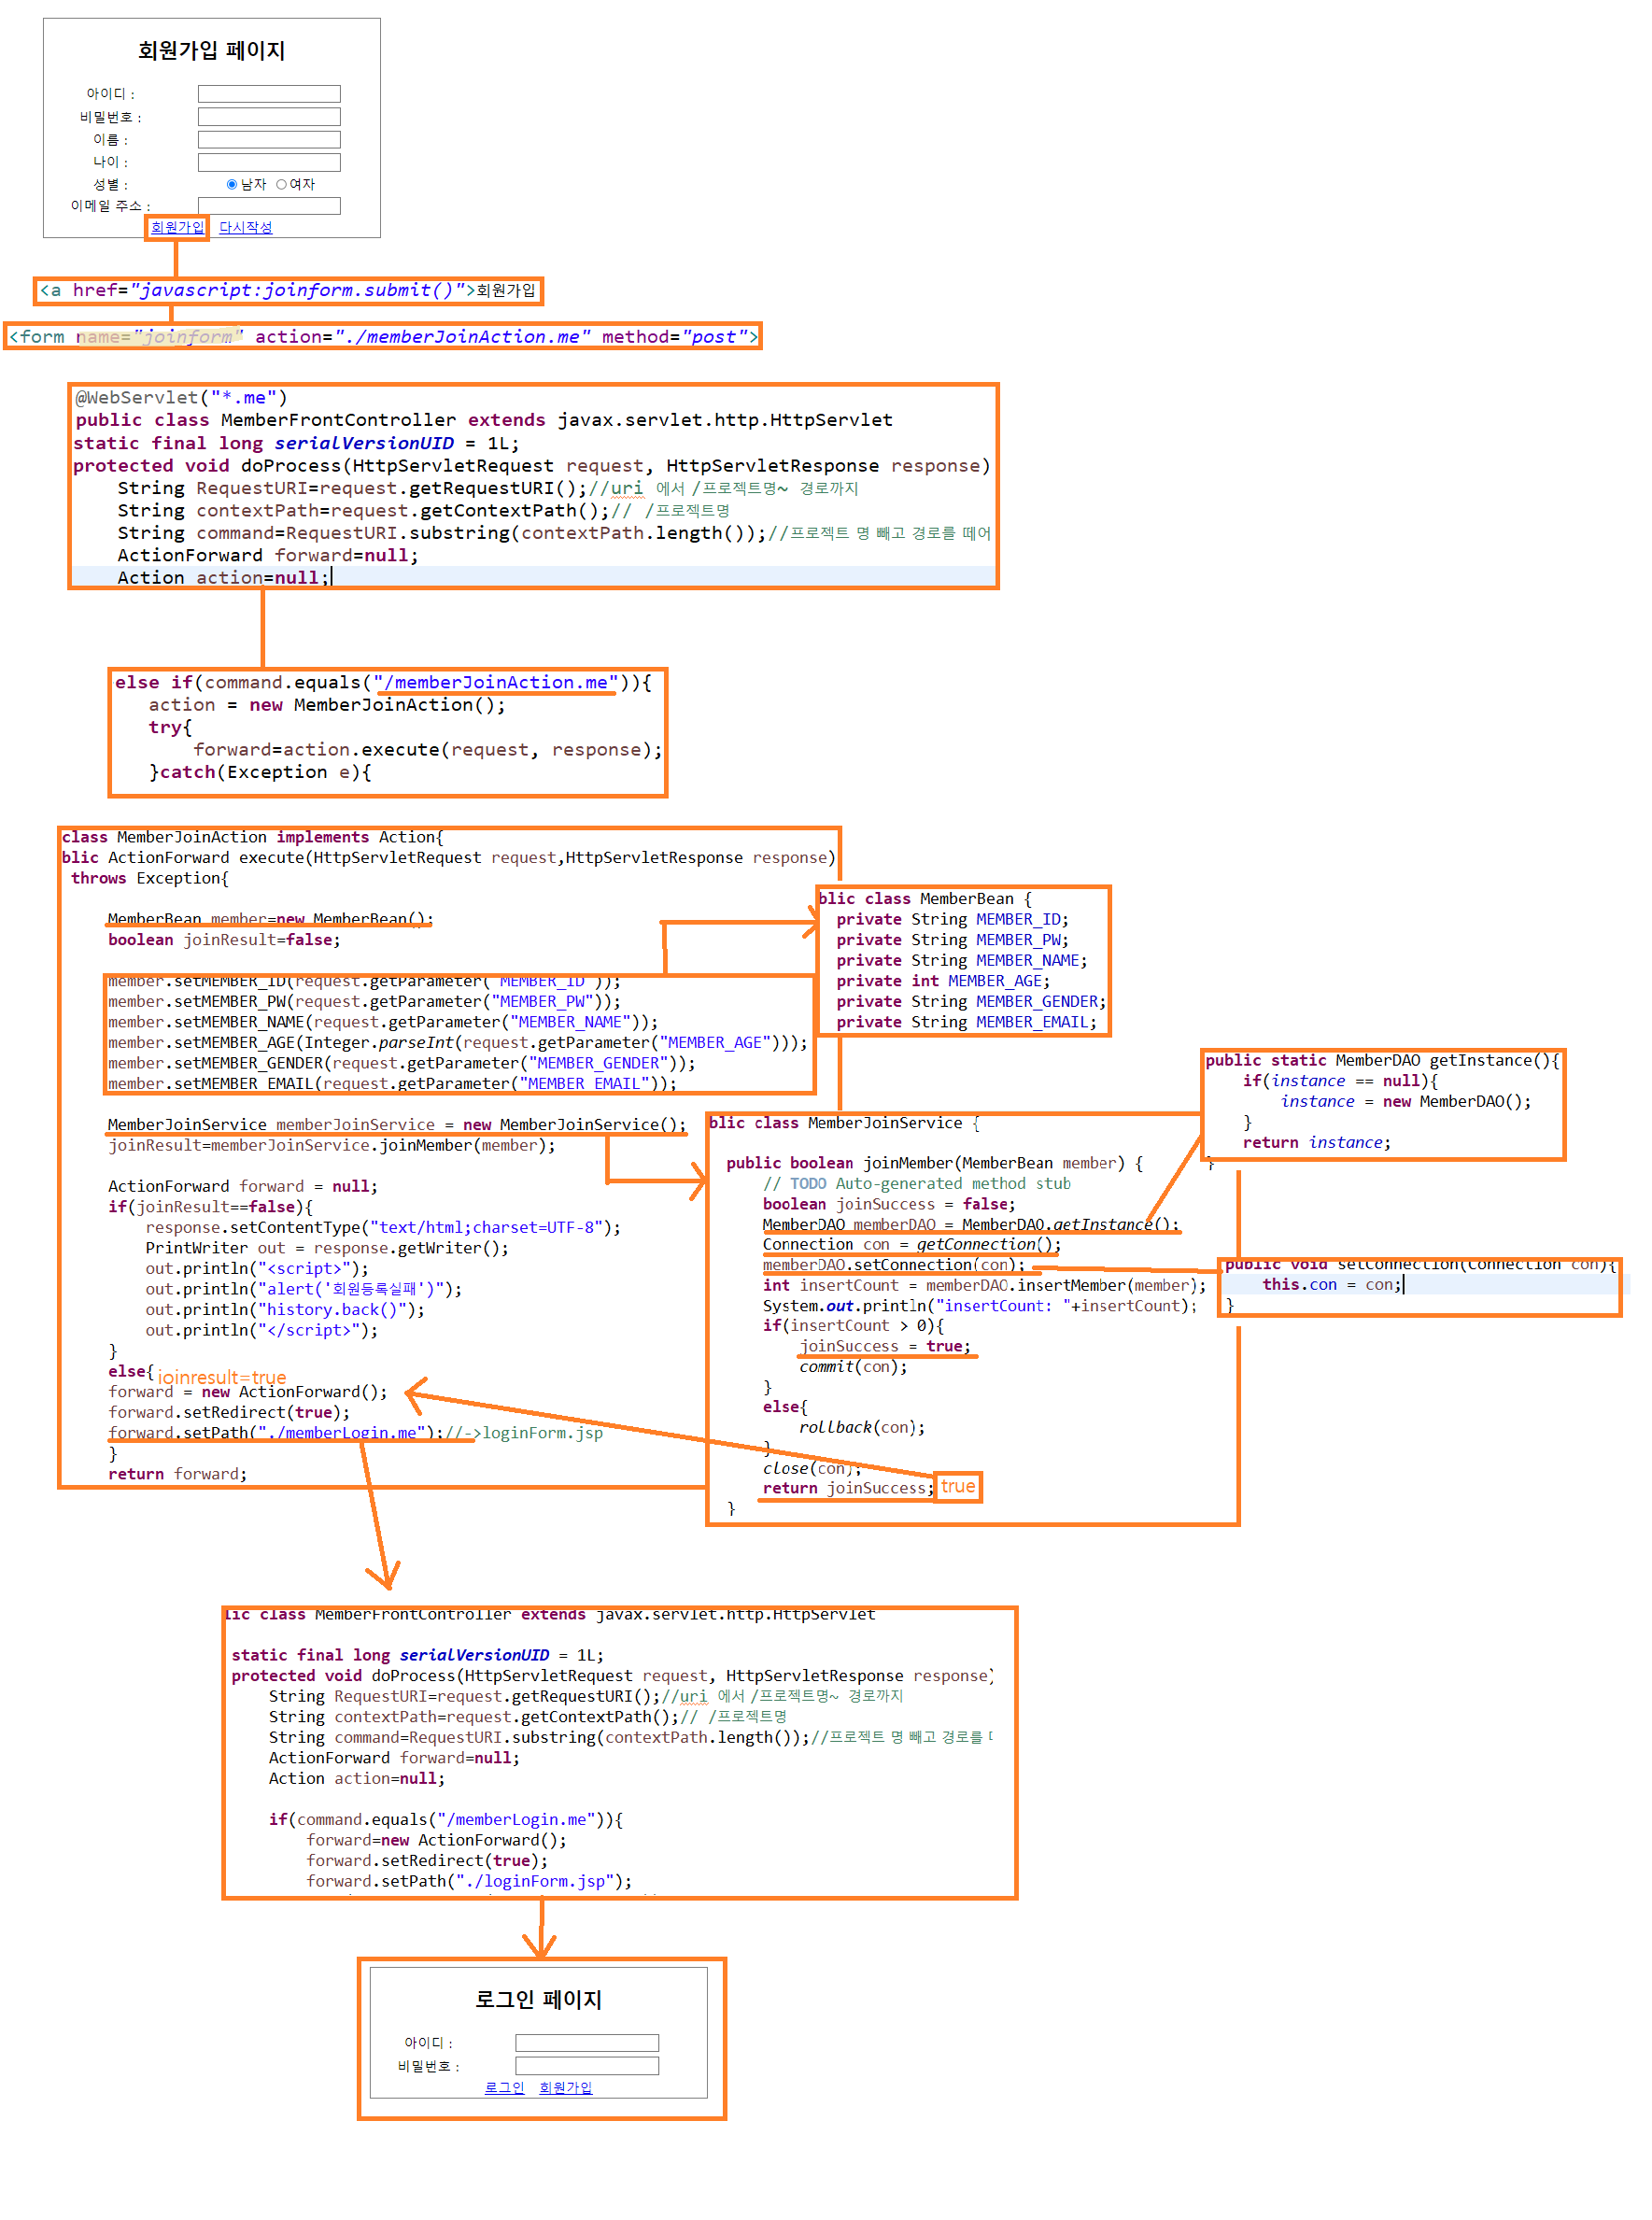 회원가입 페이지
아이디 :
비밀번호 :
이름 :
나이 :
성별 : 남자 여자
이메일 주소 :
회원가입 다시작성
<a href="javascript:joinform.submit()">회원가입
<form name="joinform" action="./memberJoinAction.me" method="post">
@WebServlet("*.me")
public class MemberFrontController extends javax.servlet.http.HttpServlet
static final long serialVersionUID = 1L;
protected void doProcess(HttpServletRequest request, HttpServletResponse response)
String RequestURI=request.getRequestURI();//uri 에서 /프로젝트명~ 경로까지
String contextPath=request.getContextPath();// /프로젝트명
String command=RequestURI.substring(contextPath.length());//프로젝트 명 빼고 경로를 떼어
ActionForward forward=null;
Action action=null;
else if(command.equals("/memberJoinAction.me")){
action = new MemberJoinAction();
try{
forward=action.execute(request, response);
}catch(Exception e){
class MemberJoinAction implements Action{
blic ActionForward execute(HttpServletRequest request,HttpServletResponse response)
throws Exception{
MemberBean member=new MemberBean();
boolean joinResult=false;
member.setMEMBER_ID(request.getParameter("MEMBER_ID"));
member.setMEMBER_PW(request.getParameter("MEMBER_PW"));
member.setMEMBER_NAME(request.getParameter("MEMBER_NAME"));
member.setMEMBER_AGE(Integer.parseInt(request.getParameter("MEMBER_AGE")));
member.setMEMBER_GENDER(request.getParameter("MEMBER_GENDER"));
member.setMEMBER_EMAIL(request.getParameter("MEMBER_EMAIL"));
MemberJoinService memberJoinService = new MemberJoinService();
joinResult=memberJoinService.joinMember(member);
ActionForward forward = null;
if(joinResult==false){
response.setContentType("text/html;charset=UTF-8");
PrintWriter out = response.getWriter();
out.println("<script>");
out.println("alert('회원등록실패')");
out.println("history.back()");
out.println("</script>");
}
else{ joinresult=true
forward = new ActionForward();
forward.setRedirect(true);
forward.setPath("./memberLogin.me");//->loginForm.jsp
}
return forward;
blic class MemberBean {
private String MEMBER_ID;
private String MEMBER_PW;
private String MEMBER_NAME;
private int MEMBER_AGE;
private String MEMBER_GENDER;
private String MEMBER_EMAIL;
blic class MemberJoinService {
public boolean joinMember(MemberBean member) {
// TODO Auto-generated method stub
boolean joinSuccess = false;
MemberDAO memberDAO = MemberDAO.getInstance();
Connection con = getConnection();
memberDAO.setConnection(con);
int insertCount = memberDAO.insertMember(member);
System.out.println("insertCount: "+insertCount);
if(insertCount > 0){
joinSuccess = true;
commit(con);
}
else{
rollback(con);
}
close(con);
return joinSuccess; true
}
public static MemberDAO getInstance(){
if(instance == null){
instance = new MemberDAO();
}
return instance;
}
public void setConnection(Connection con){
this.con = con;
}
lic class MemberFrontController extends javax.servlet.http.HttpServlet
static final long serialVersionUID = 1L;
protected void doProcess(HttpServletRequest request, HttpServletResponse response)
String RequestURI=request.getRequestURI();//uri 에서 /프로젝트명~ 경로까지
String contextPath=request.getContextPath();// /프로젝트명
String command=RequestURI.substring(contextPath.length());//프로젝트 명 빼고 경로를
ActionForward forward=null;
Action action=null;
if(command.equals("/memberLogin.me")){
forward=new ActionForward();
forward.setRedirect(true);
forward.setPath("./loginForm.jsp");
로그인 페이지
아이디 :
비밀번호 :
로그인 회원가입